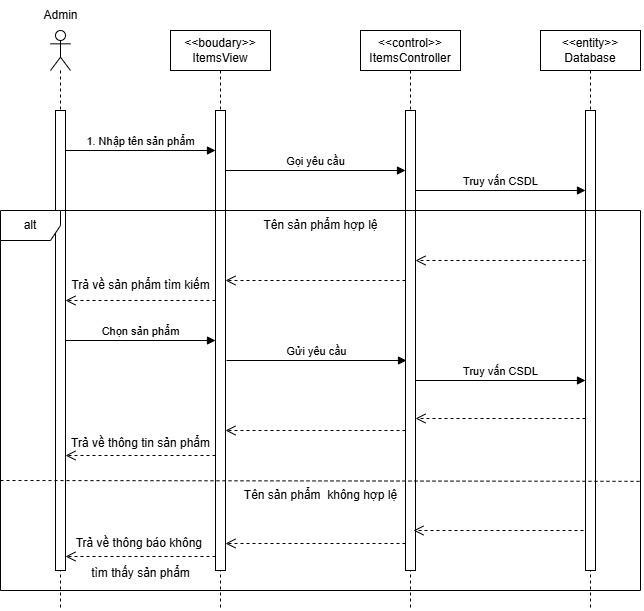 Admin
<<boudary>>
ItemsView
<<control>>
ItemsController
<<entity>>
Database
1. Nhập tên sản phẩm
Gọi yêu cầu
Truy vấn CSDL
alt
Tên sản phẩm hợp lệ
Trả về sản phẩm tìm kiếm
Chọn sản phẩm
Gửi yêu cầu
Truy vấn CSDL
Trả về thông tin sản phẩm
Tên sản phẩm  không hợp lệ
Trả về thông báo không
tìm thấy sản phẩm